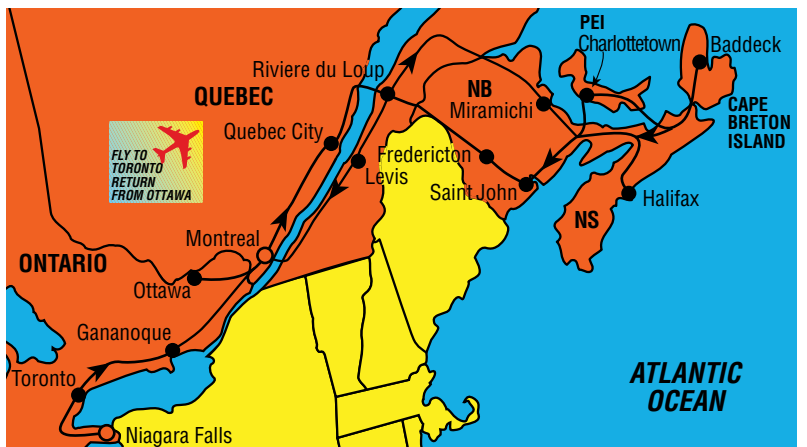 PEI
Charlottetown
Baddeck
Riviere du Loup
QUEBEC
NB
Miramichi
CAPE
BRETON
ISLAND
Quebec City
FLY TO
TORONTO
RETURN
FROM OTTAWA
Fredericton
Levis
Saint John
Halifax
NS
Montreal
ONTARIO
Ottawa
Gananoque
Toronto
Niagara Falls
ATLANTIC
OCEAN